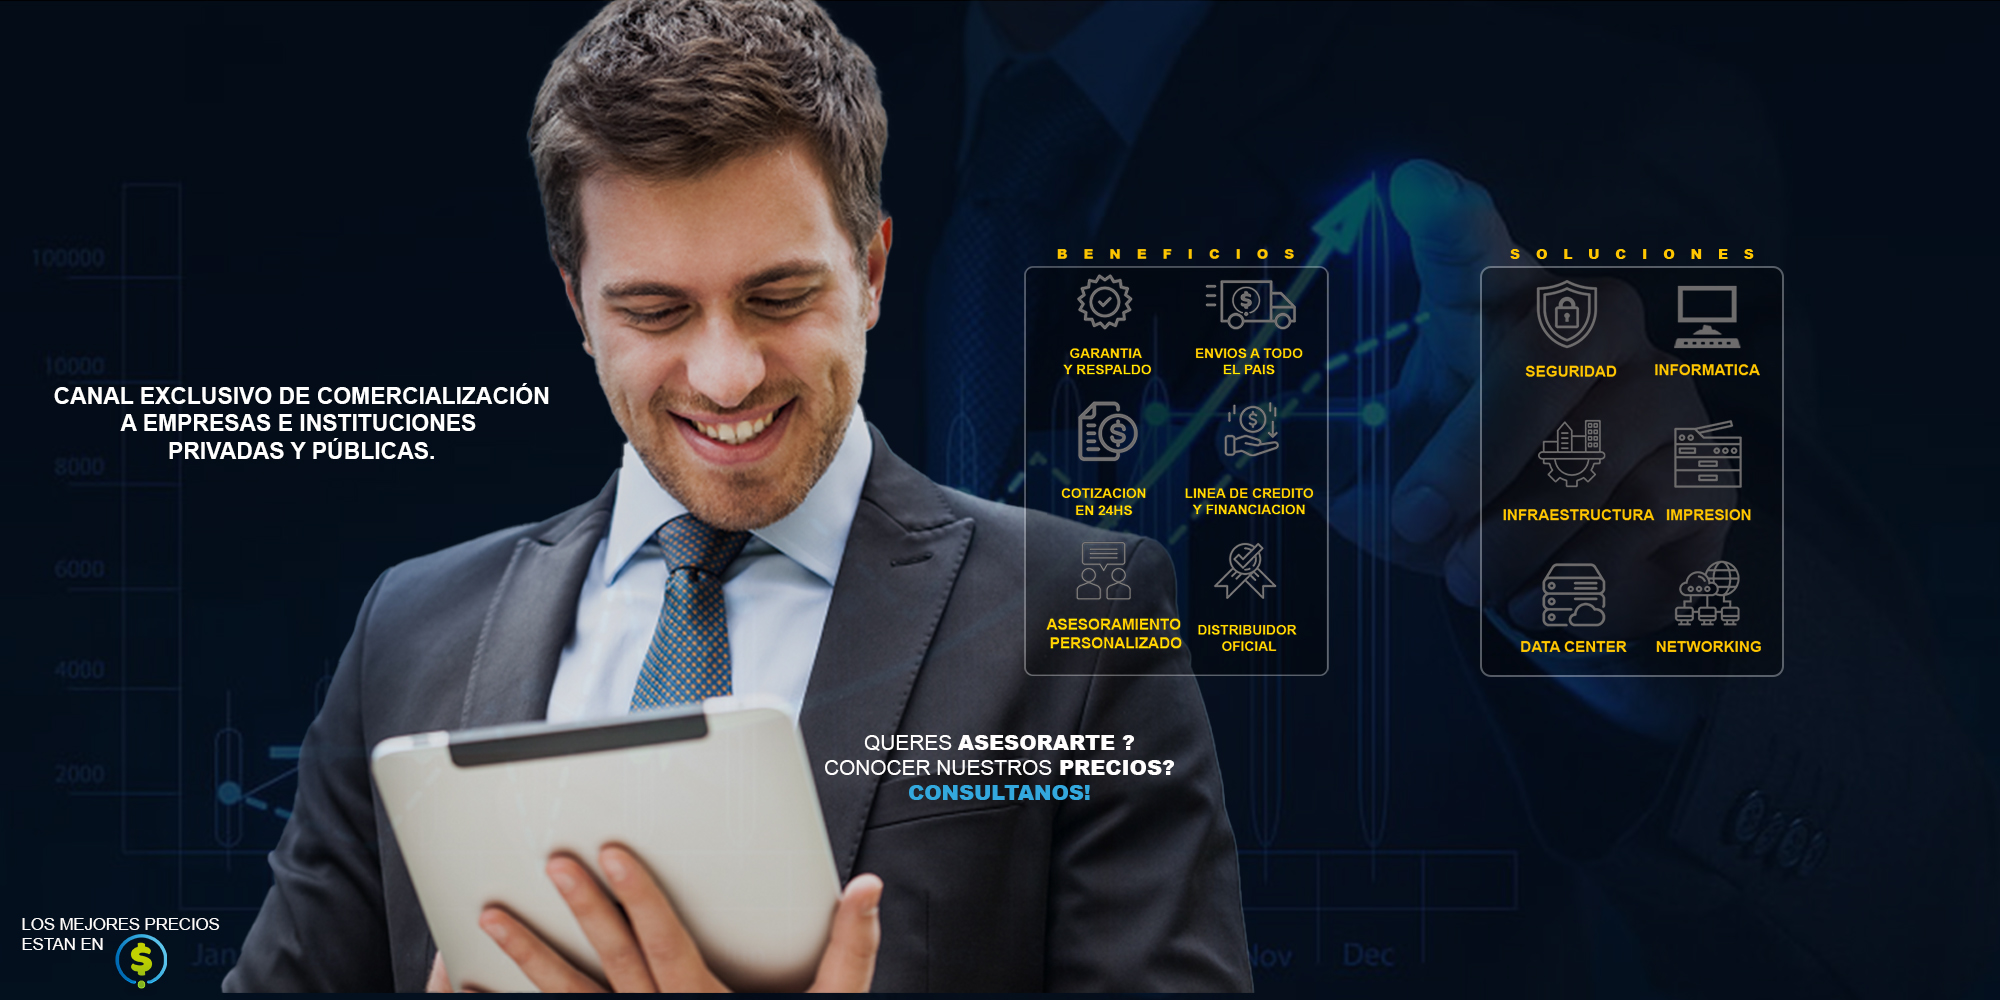 CANAL EXCLUSIVO DE COMERCIALIZACIÓN
A EMPRESAS E INSTITUCIONES
PRIVADAS Y PÚBLICAS.
BENEFICIOS
GARANTIA
Y RESPALDO
ENVIOS A TODO
EL PAIS
COTIZACION
EN 24HS
LINEA DE CREDITO
Y FINANCIACION
ASESORAMIENTO
PERSONALIZADO
DISTRIBUIDOR
OFICIAL
SOLUCIONES
SEGURIDAD
INFORMATICA
INFRAESTRUCTURA
IMPRESION
DATA CENTER
NETWORKING
QUERES ASESORARTE ?
CONOCER NUESTROS PRECIOS?
CONSULTANOS!
LOS MEJORES PRECIOS
ESTAN EN $
100000
10000
8000
6000
4000
2000
Jan
Nov
Dec